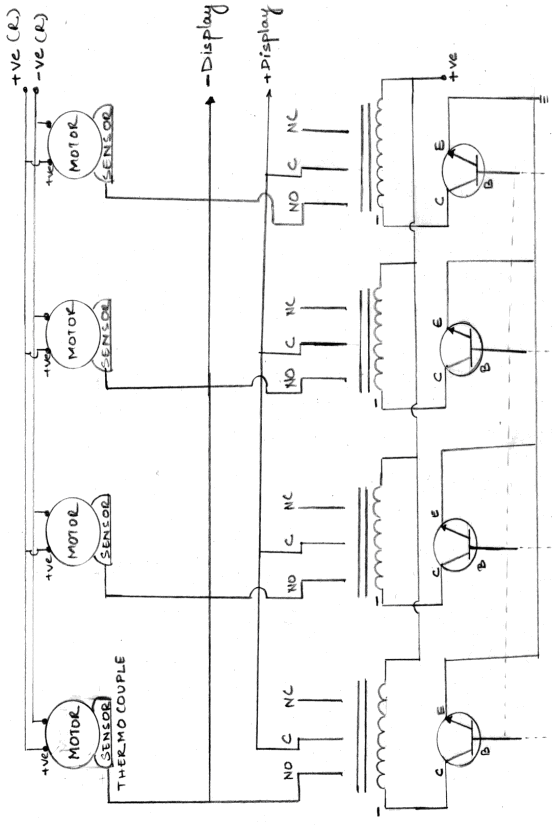 +ve (R)
-ve (R)
- Display
+ Display
+ve
+ve
MOTOR
SENSOR
NC
C
NO
-
E
C
B
+ve
MOTOR
SENSOR
NC
C
NO
-
E
C
B
+ve
MOTOR
SENSOR
NC
C
NO
-
E
C
B
+ve
MOTOR
SENSOR
THERMOCOUPLE
NC
C
NO
-
E
C
B